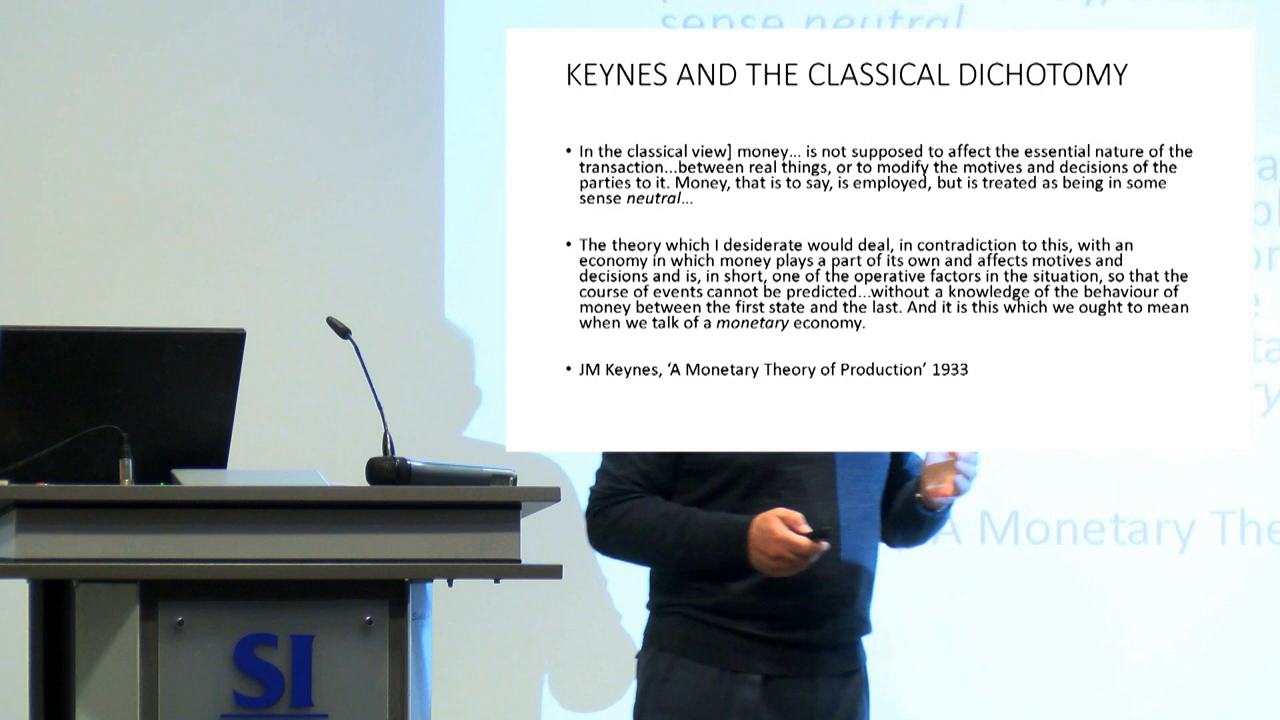 sense neutral
KEYNES AND THE CLASSICAL DICHOTOMY
• In the classical view] money... is not supposed to affect the essential nature of the
transaction...between real things, or to modify the motives and decisions of the
parties to it. Money, that is to say, is employed, but is treated as being in some
sense neutral...
• The theory which I desiderate would deal, in contradiction to this, with an
economy in which money plays a part of its own and affects motives and
decisions and is, in short, one of the operative factors in the situation, so that the
course of events cannot be predicted...without a knowledge of the behaviour of
money between the first state and the last. And it is this which we ought to mean
when we talk of a monetary economy.
• JM Keynes, ‘A Monetary Theory of Production’ 1933
A Monetary The
SI